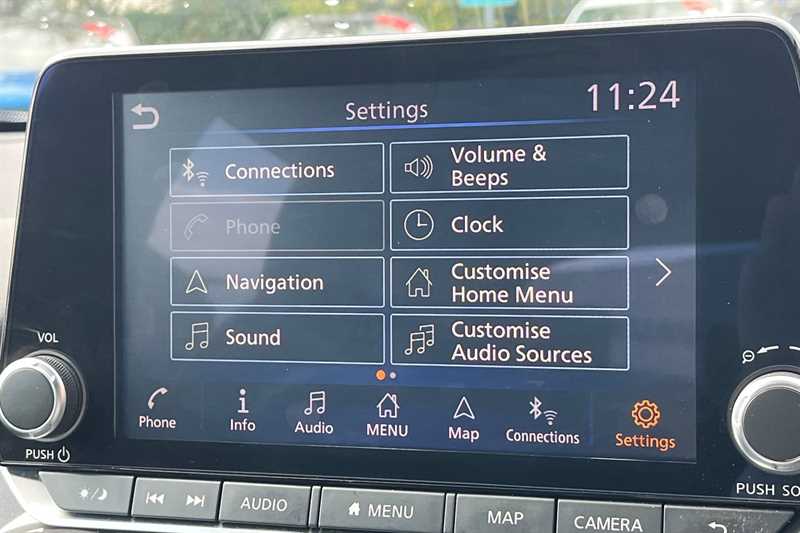 Settings
11:24
Connections
Volume &
Beeps
Phone
Clock
Navigation
Customise
Home Menu
Sound
Customise
Audio Sources
Phone
Info
Audio
MENU
Map
Connections
Settings
VOL
PUSH
AUDIO
MENU
MAP
CAMERA
PUSH SO